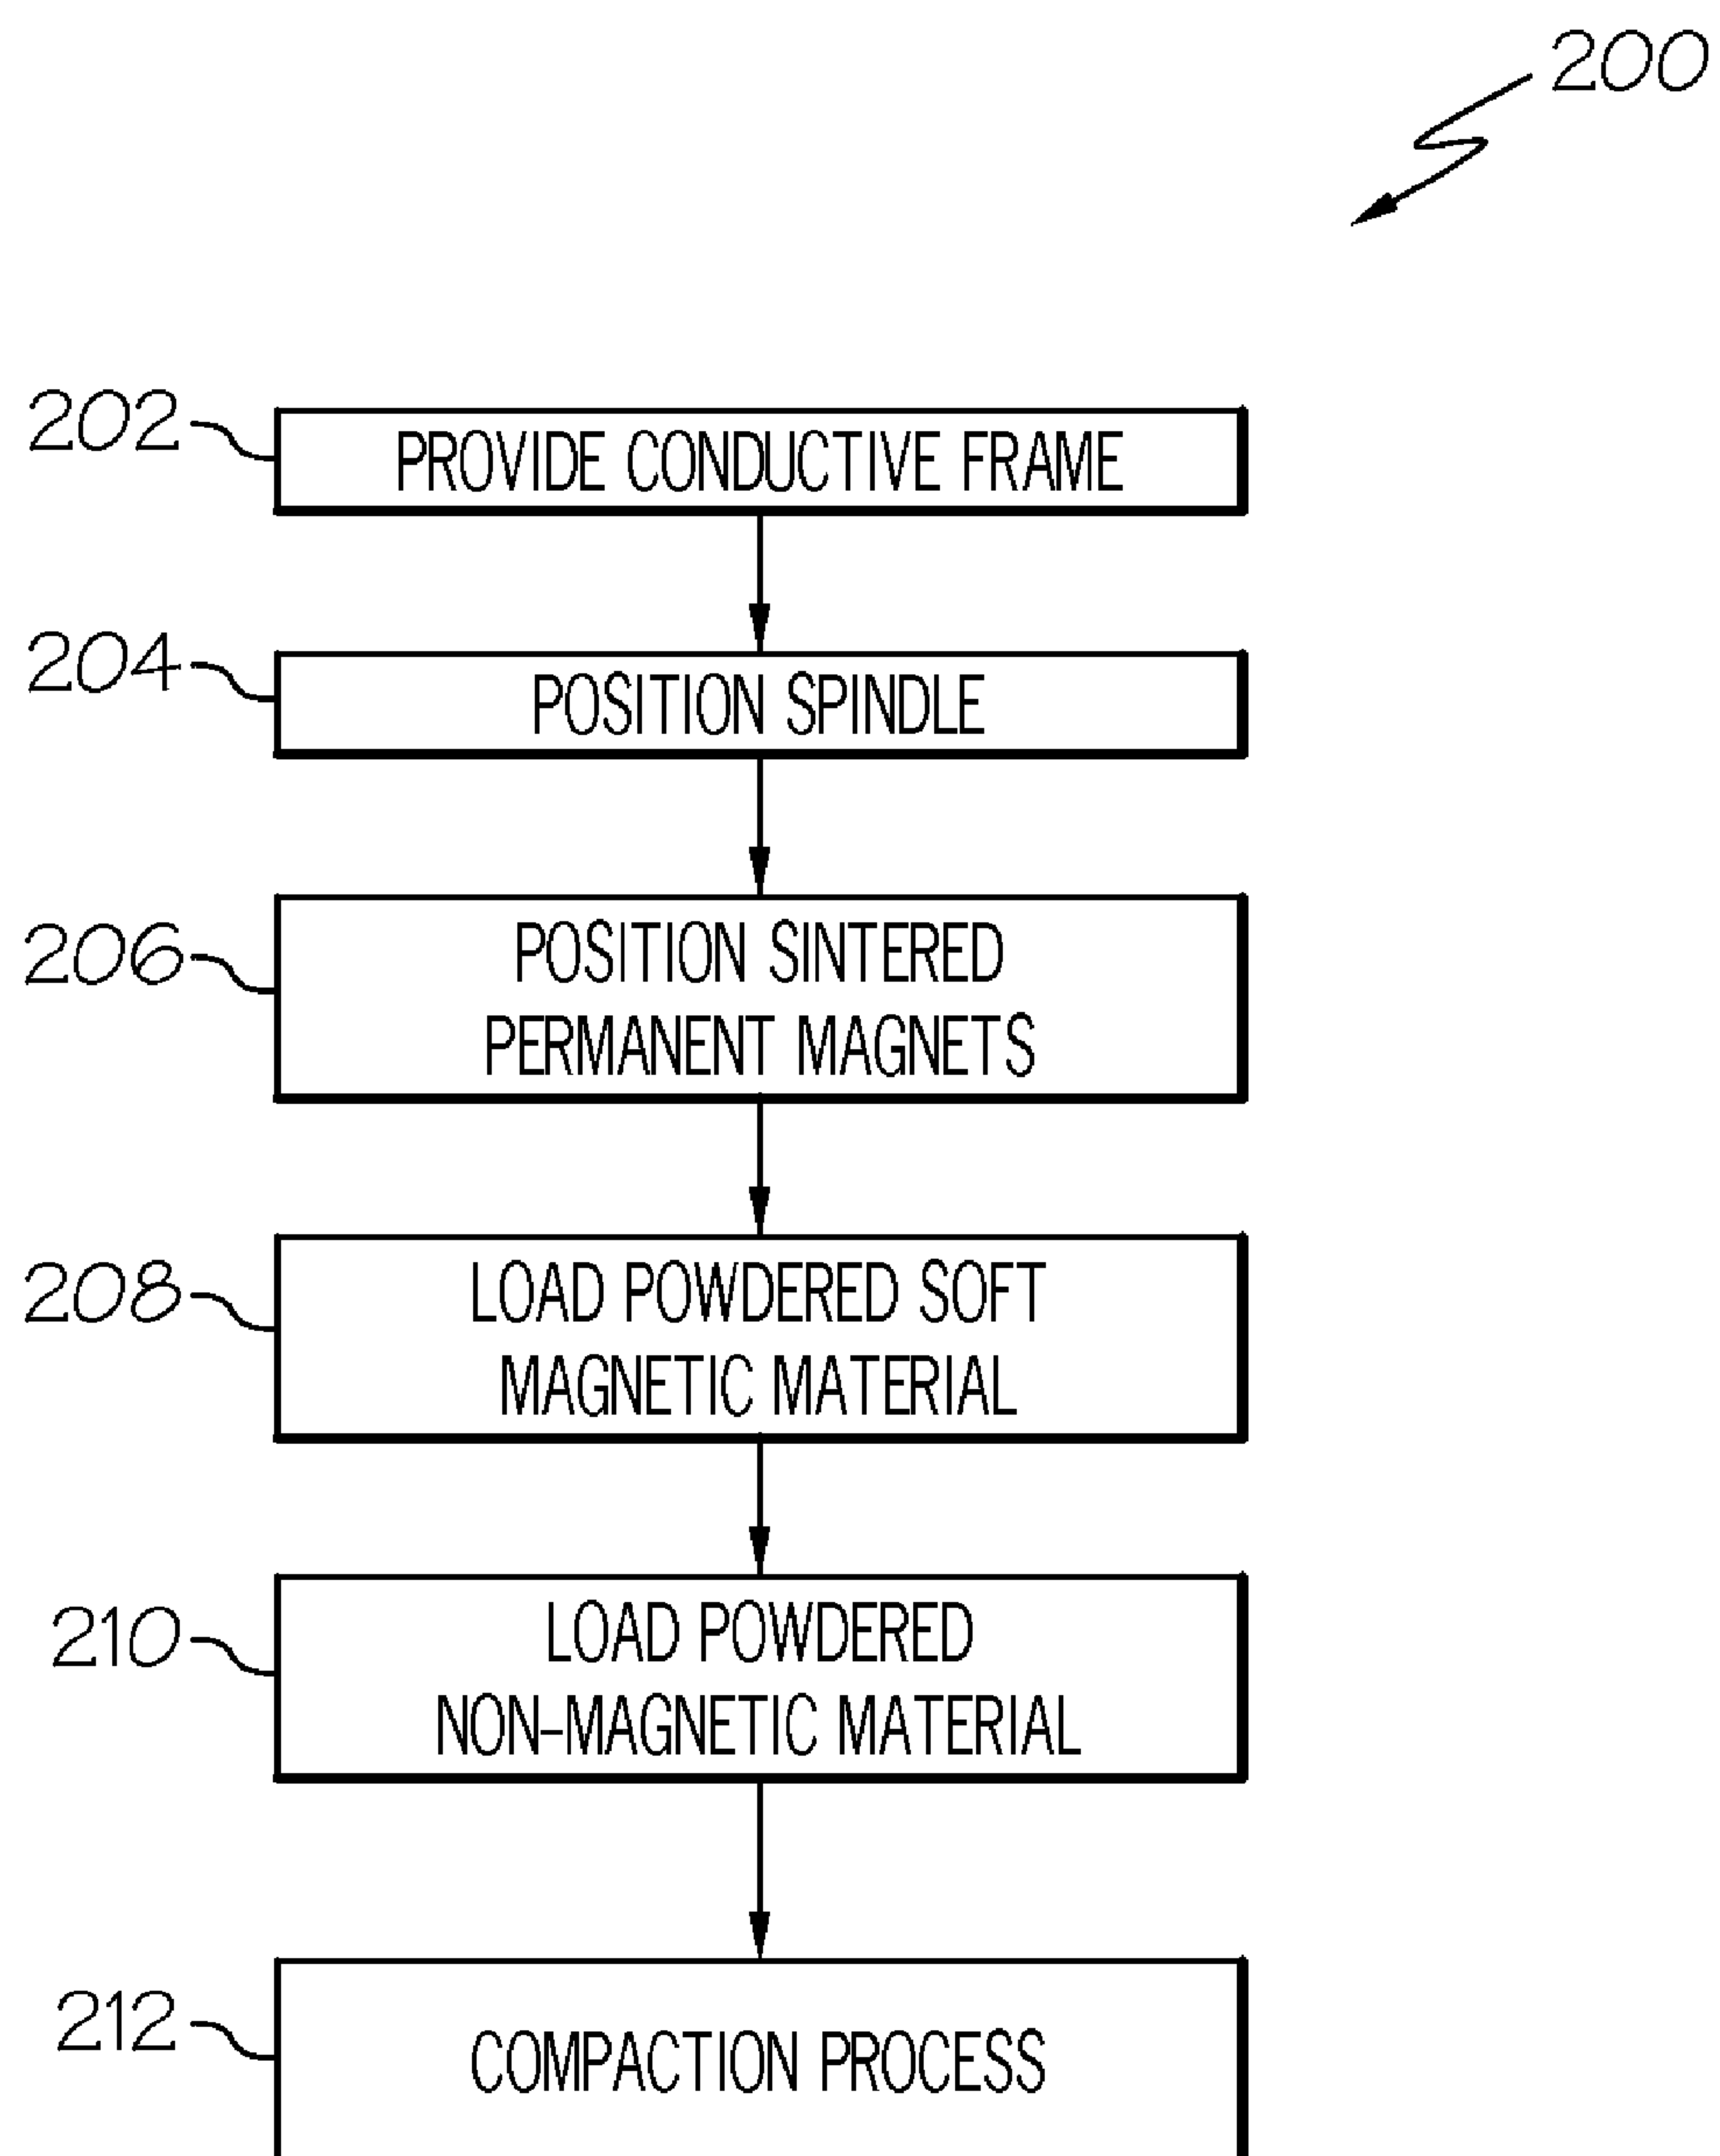 200
202
PROVIDE CONDUCTIVE FRAME
204
POSITION SPINDLE
206
POSITION SINTERED
PERMANENT MAGNETS
208
LOAD POWDERED SOFT
MAGNETIC MATERIAL
210
LOAD POWDERED
NON-MAGNETIC MATERIAL
212
COMPACTION PROCESS